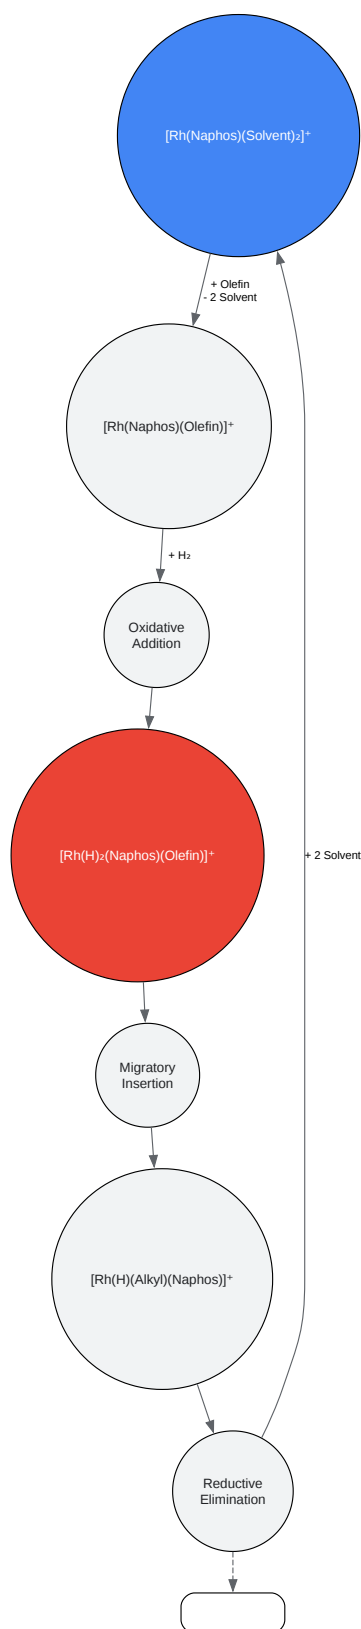 [Rh(Naphos)(Solvent)₂]⁺
+ Olefin
- 2 Solvent
[Rh(Naphos)(Olefin)]⁺
+ H₂
Oxidative
Addition
[Rh(H)₂(Naphos)(Olefin)]⁺
+ 2 Solvent
Migratory
Insertion
[Rh(H)(Alkyl)(Naphos)]⁺
Reductive
Elimination